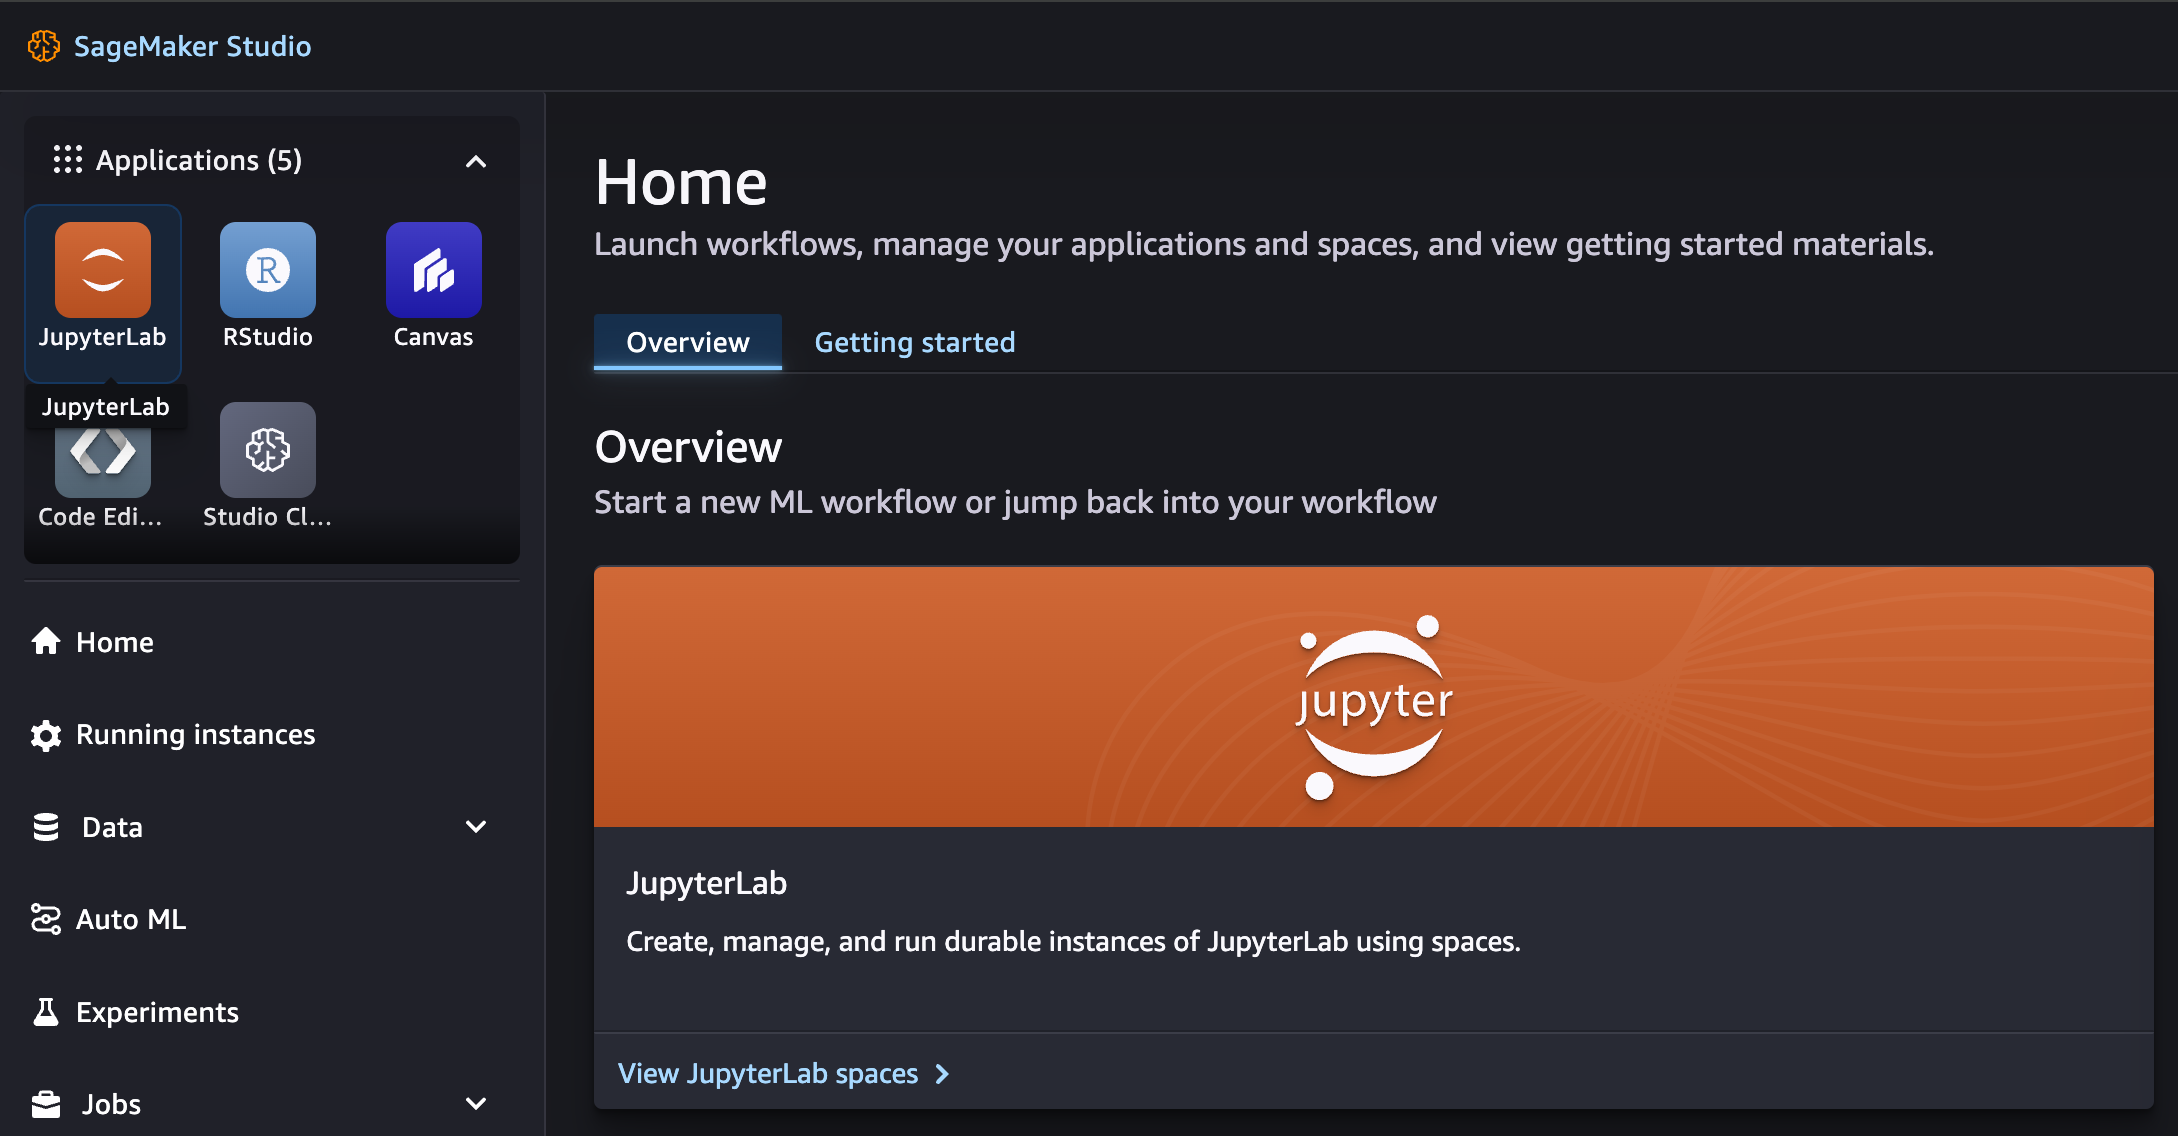 SageMaker Studio
Applications (5)
JupyterLab
RStudio
Canvas
JupyterLab
Code Edi...
Studio Cl...
Home
Running instances
Data
Auto ML
Experiments
Jobs
Home
Launch workflows, manage your applications and spaces, and view getting started materials.
Overview
Getting started
Overview
Start a new ML workflow or jump back into your workflow
jupyter
JupyterLab
Create, manage, and run durable instances of JupyterLab using spaces.
View JupyterLab spaces